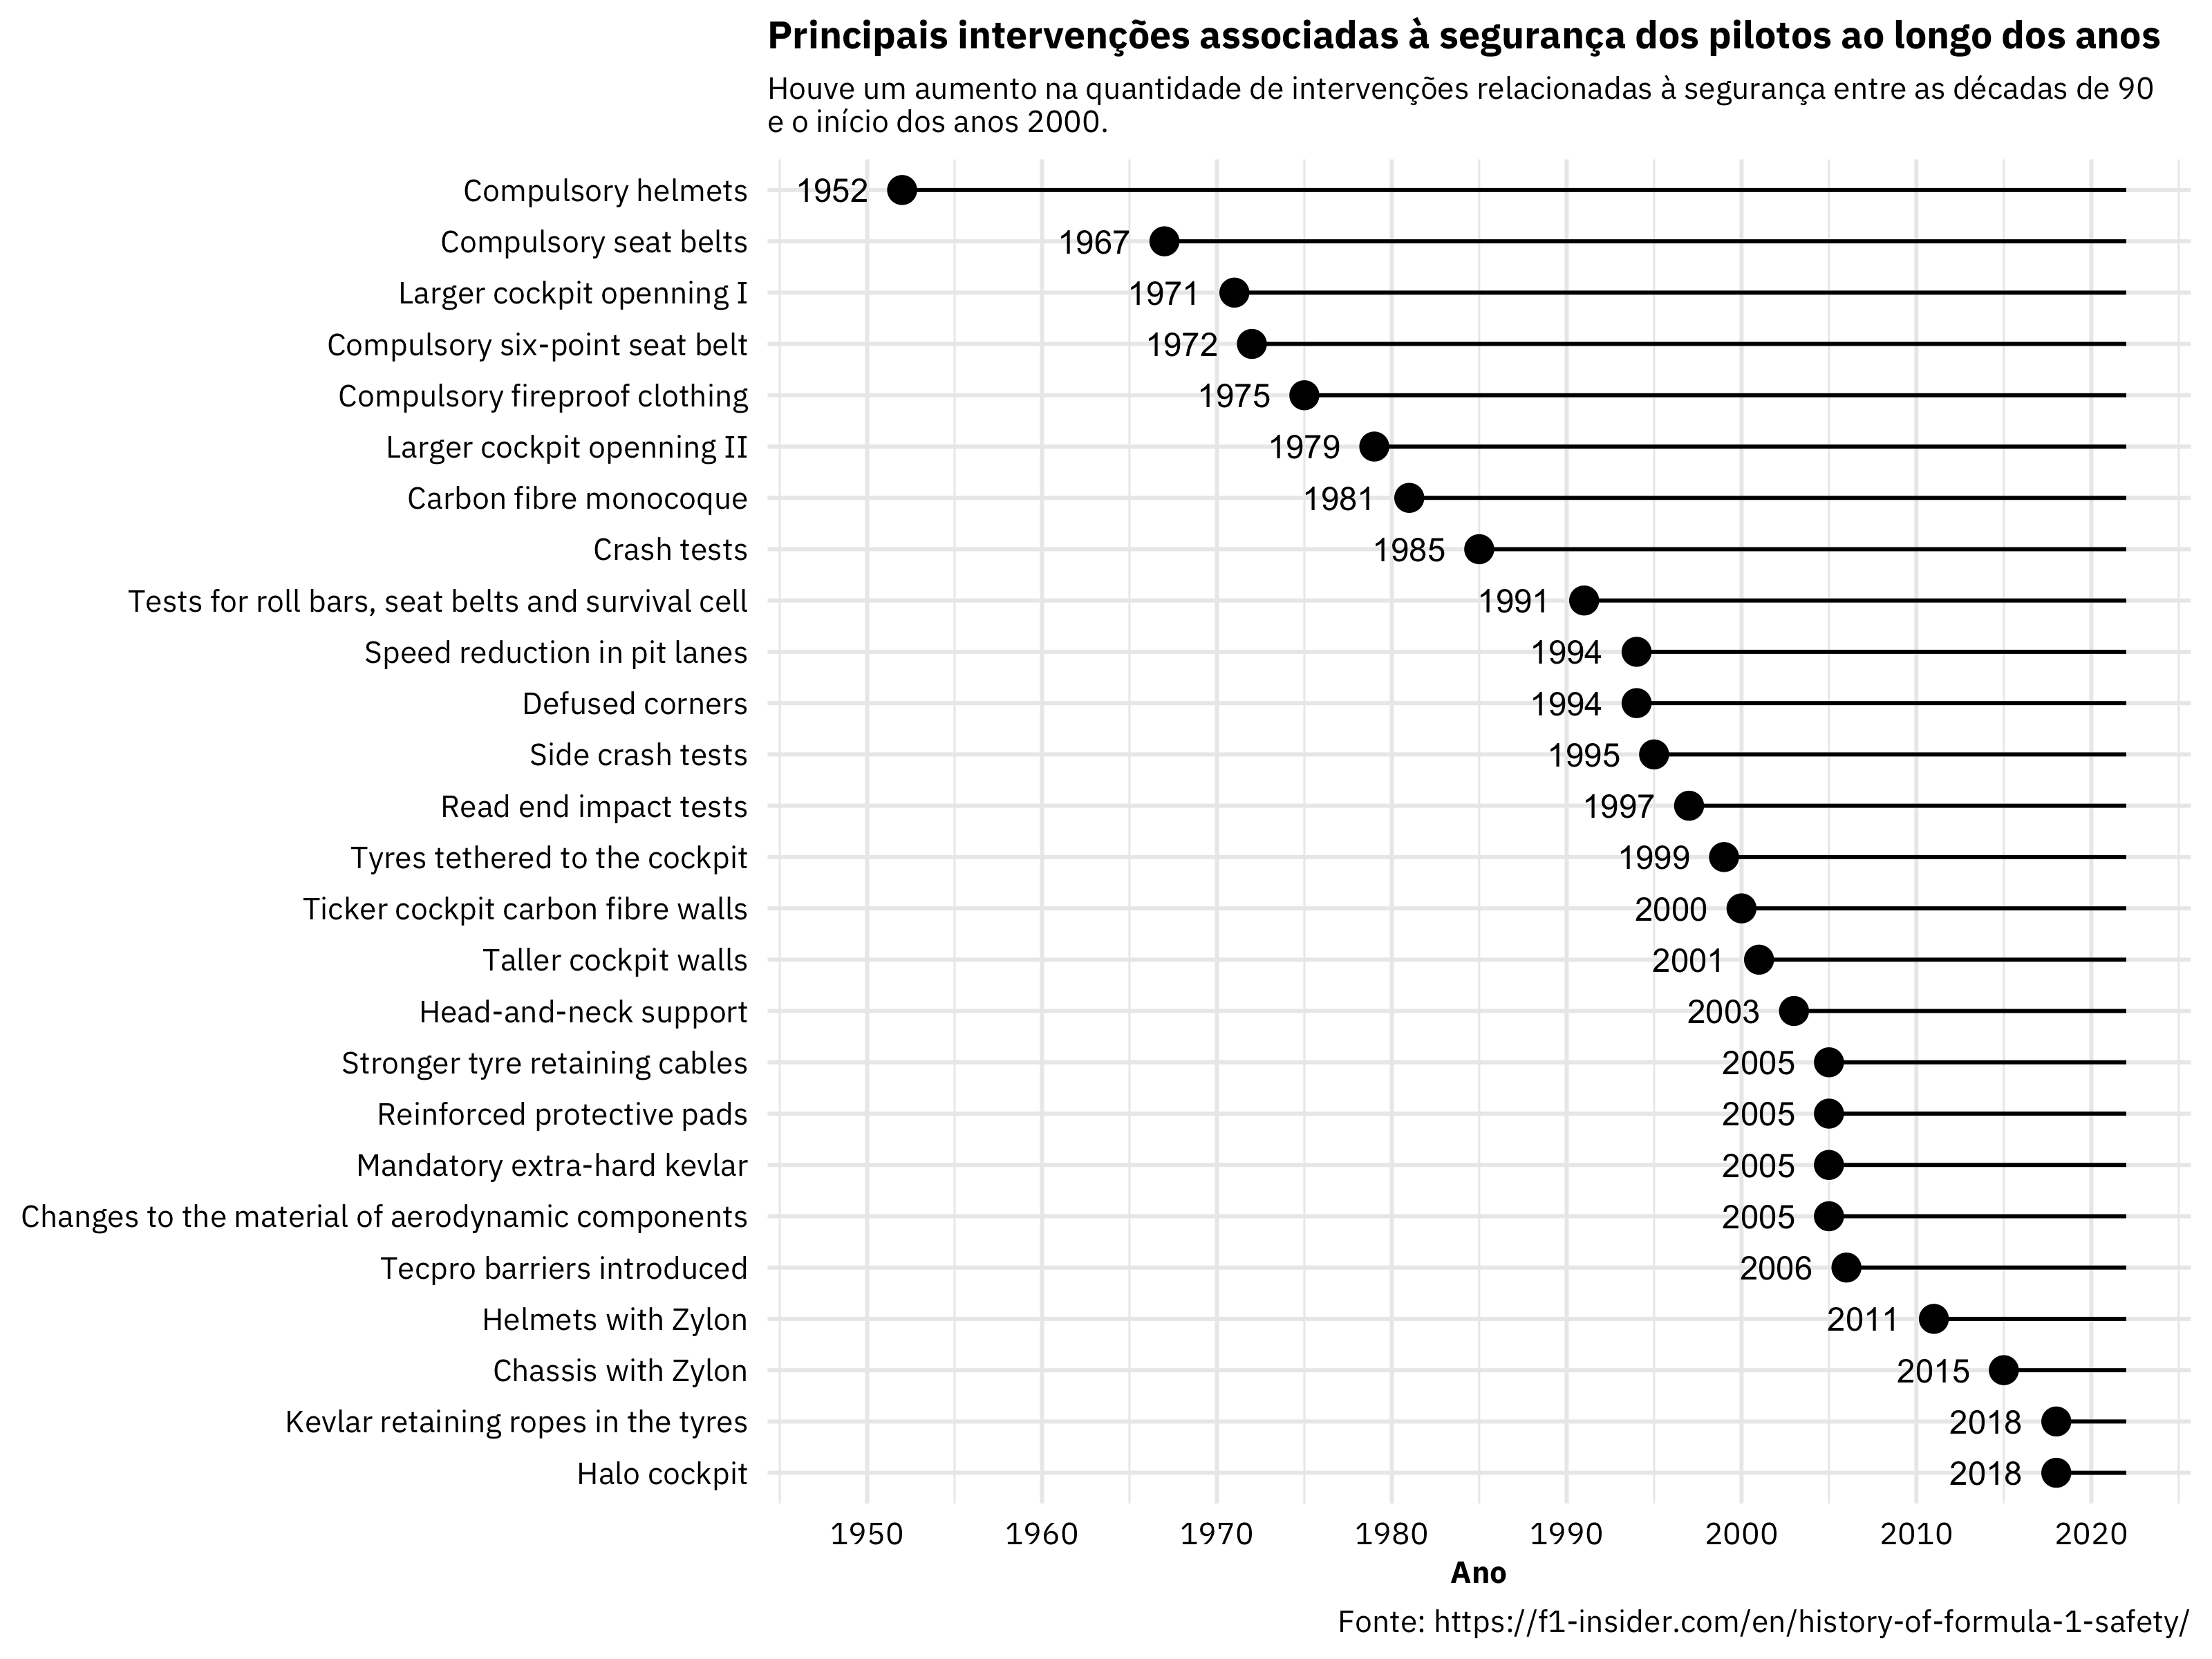 Principais intervenções associadas à segurança dos pilotos ao longo dos anos
Houve um aumento na quantidade de intervenções relacionadas à segurança entre as décadas de 90
e o início dos anos 2000.
Compulsory helmets 1952
Compulsory seat belts 1967
Larger cockpit openning I 1971
Compulsory six-point seat belt 1972
Compulsory fireproof clothing 1975
Larger cockpit openning II 1979
Carbon fibre monocoque 1981
Crash tests 1985
Tests for roll bars, seat belts and survival cell 1991
Speed reduction in pit lanes 1994
Defused corners 1994
Side crash tests 1995
Read end impact tests 1997
Tyres tethered to the cockpit 1999
Ticker cockpit carbon fibre walls 2000
Taller cockpit walls 2001
Head-and-neck support 2003
Stronger tyre retaining cables 2005
Reinforced protective pads 2005
Mandatory extra-hard kevlar 2005
Changes to the material of aerodynamic components 2005
Tecpro barriers introduced 2006
Helmets with Zylon 2011
Chassis with Zylon 2015
Kevlar retaining ropes in the tyres 2018
Halo cockpit 2018
1950 1960 1970 1980 1990 2000 2010 2020
Ano
Fonte: https://f1-insider.com/en/history-of-formula-1-safety/